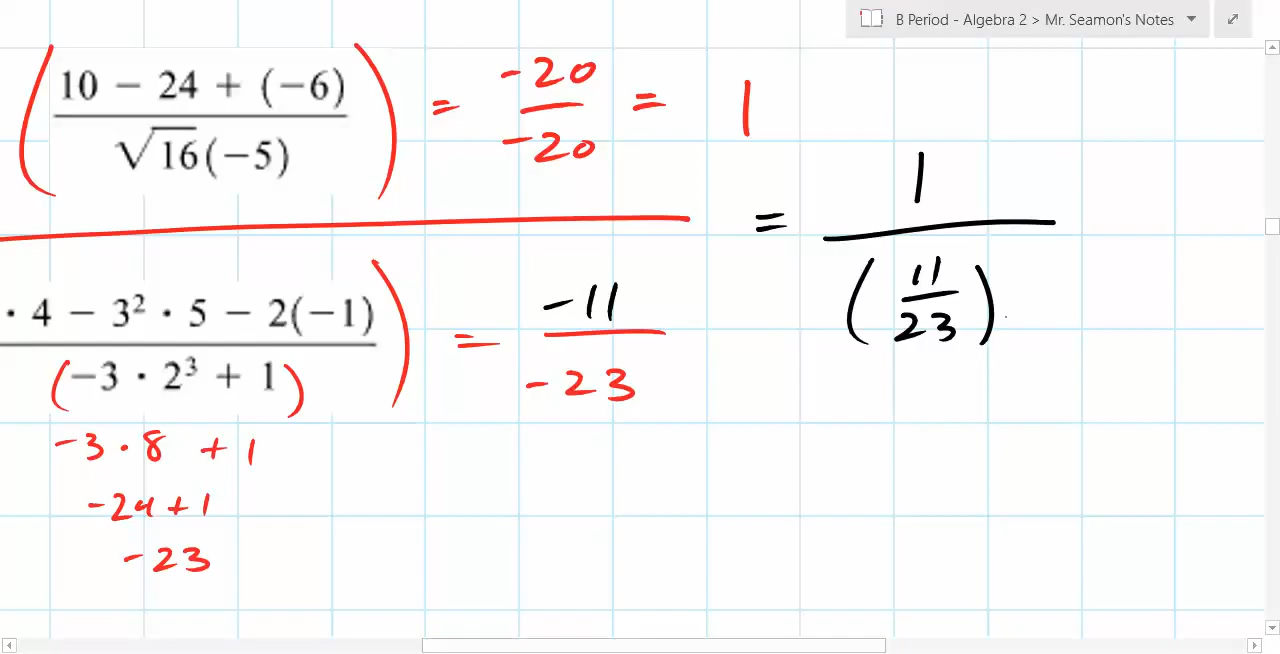 B Period - Algebra 2 > Mr. Seamon's Notes
(10 − 24 + (−6) / √16(−5)) = -20 / -20 = 1
(· 4 − 3² · 5 − 2(−1) / (−3 · 2³ + 1)) = -11 / -23
= 1 / (11 / 23)
-3 · 8 + 1
-24 + 1
-23